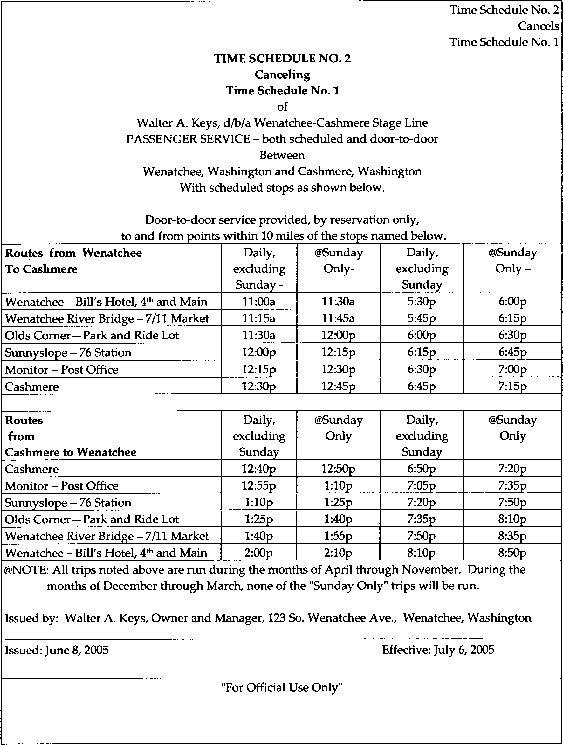 Time Schedule No. 2
Cancels
Time Schedule No. 1
TIME SCHEDULE NO. 2
Canceling
Time Schedule No. 1
of
Walter A. Keys, d/b/a Wenatchee-Cashmere Stage Line
PASSENGER SERVICE – both scheduled and door-to-door
Between
Wenatchee, Washington and Cashmere, Washington
With scheduled stops as shown below.
Door-to-door service provided, by reservation only,
to and from points within 10 miles of the stops named below.
Routes from Wenatchee Daily, @Sunday Daily, @Sunday
To Cashmere excluding Only- excluding Only –
Sunday - Sunday
Wenatchee – Bill's Hotel, 4th and Main 11:00a 11:30a 5:30p 6:00p
Wenatchee River Bridge – 7/11 Market 11:15a 11:45a 5:45p 6:15p
Olds Corner—Park and Ride Lot 11:30a 12:00p 6:00p 6:30p
Sunnyslope – 76 Station 12:00p 12:15p 6:15p 6:45p
Monitor – Post Office 12:15p 12:30p 6:30p 7:00p
Cashmere 12:30p 12:45p 6:45p 7:15p
Routes Daily, @Sunday Daily, @Sunday
from excluding Only excluding Only
Cashmere to Wenatchee Sunday Sunday
Cashmere 12:40p 12:50p 6:50p 7:20p
Monitor – Post Office 12:55p 1:10p 7:05p 7:35p
Sunnyslope – 76 Station 1:10p 1:25p 7:20p 7:50p
Olds Corner—Park and Ride Lot 1:25p 1:40p 7:35p 8:10p
Wenatchee River Bridge – 7/11 Market 1:40p 1:55p 7:50p 8:35p
Wenatchee – Bill's Hotel, 4th and Main 2:00p 2:10p 8:10p 8:50p
@NOTE: All trips noted above are run during the months of April through November. During the
months of December through March, none of the "Sunday Only" trips will be run.
Issued by: Walter A. Keys, Owner and Manager, 123 So. Wenatchee Ave., Wenatchee, Washington
Issued: June 8, 2005 Effective: July 6, 2005
"For Official Use Only"